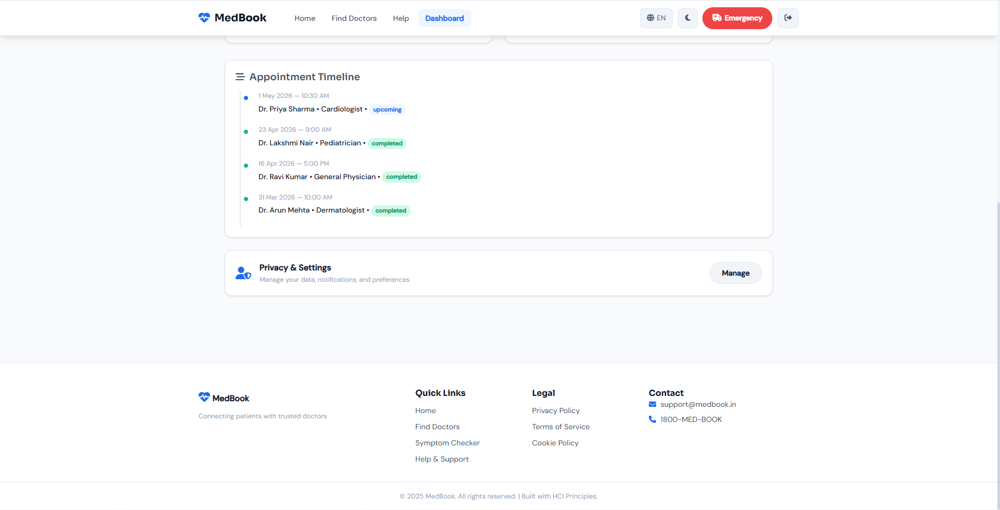 MedBook
Home
Find Doctors
Help
Dashboard
EN
Emergency
Appointment Timeline
1 May 2026 — 10:30 AM
Dr. Priya Sharma • Cardiologist • upcoming
23 Apr 2026 — 9:00 AM
Dr. Lakshmi Nair • Pediatrician • completed
16 Apr 2026 — 5:00 PM
Dr. Ravi Kumar • General Physician • completed
31 Mar 2026 — 10:00 AM
Dr. Arun Mehta • Dermatologist • completed
Privacy & Settings
Manage your data, notifications, and preferences
Manage
MedBook
Connecting patients with trusted doctors
Quick Links
Home
Find Doctors
Symptom Checker
Help & Support
Legal
Privacy Policy
Terms of Service
Cookie Policy
Contact
support@medbook.in
1800-MED-BOOK
© 2025 MedBook. All rights reserved. | Built with HCI Principles.